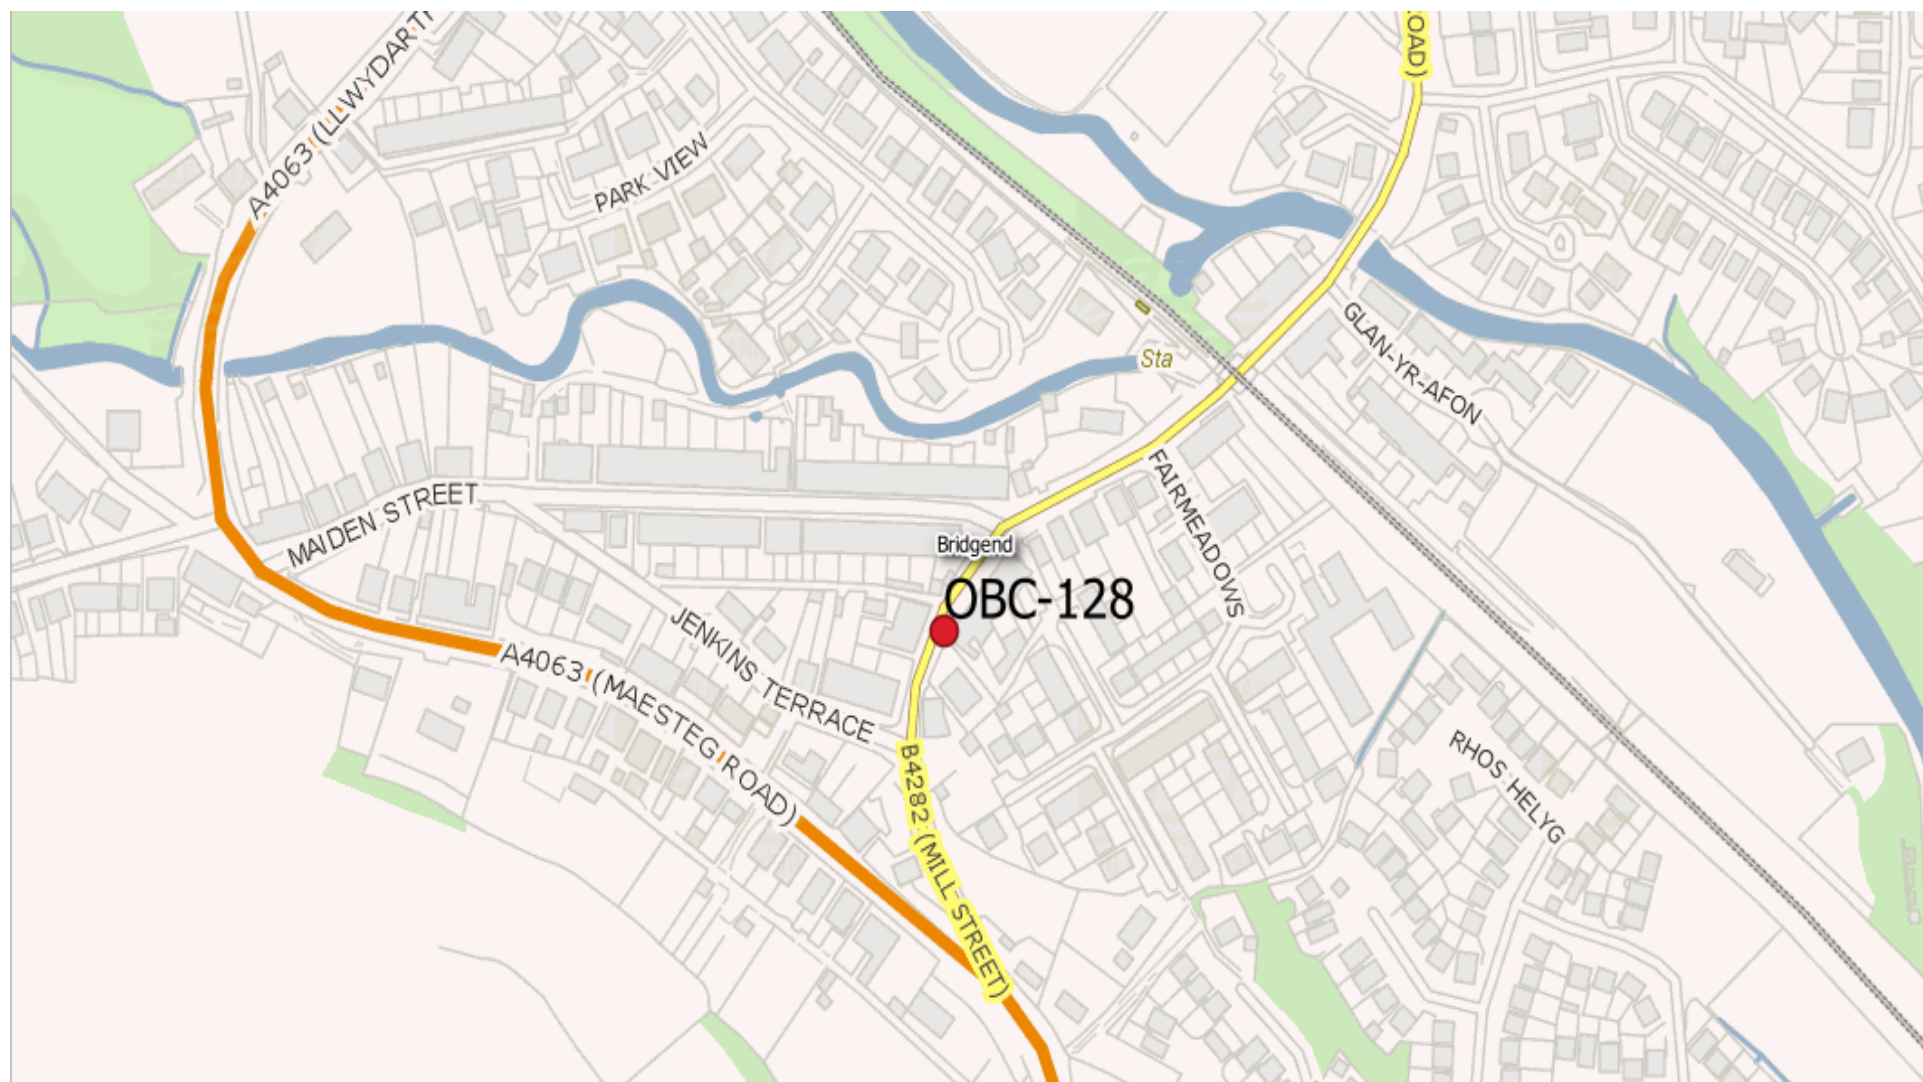 OAD)
A4063 (LLWYDARTH
PARK VIEW
GLAN-YR-AFON
Sta
MAIDEN STREET
FAIRMEADOWS
Bridgend
OBC-128
JENKINS TERRACE
A4063 (MAESTEG ROAD)
B4282 (MILL STREET)
RHOS HELYG